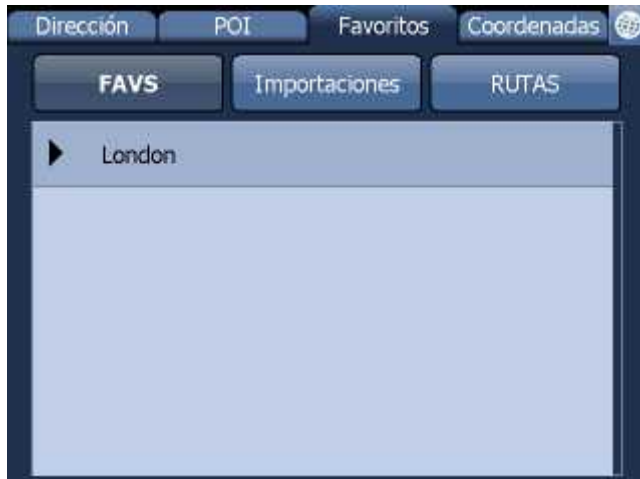 Dirección POI Favoritos Coordenadas
FAVS Importaciones RUTAS
London